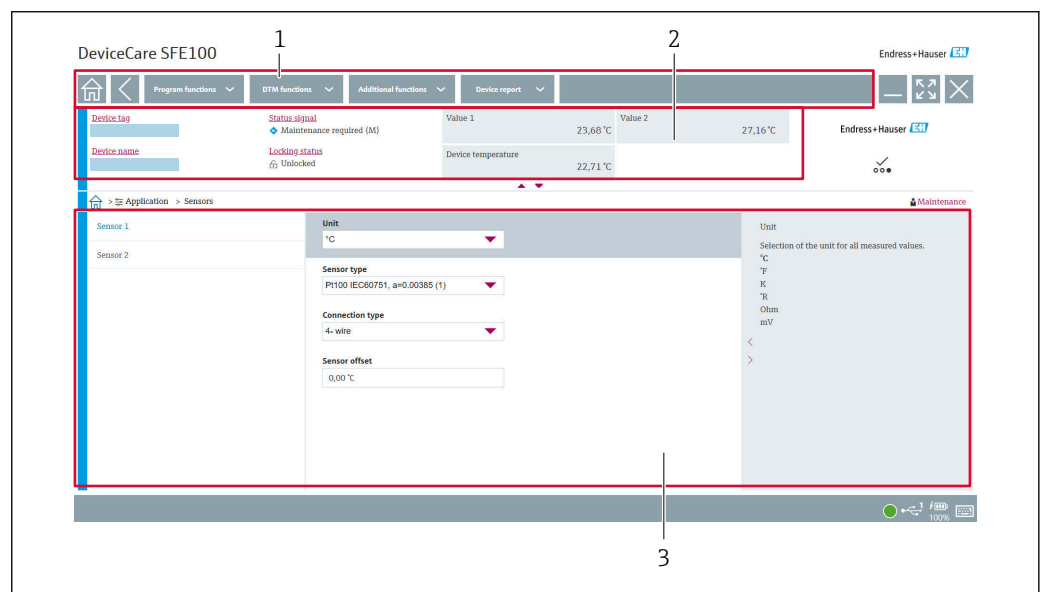 1
2
DeviceCare SFE100
Endress+Hauser EH
Program functions
DTM functions
Additional functions
Device report
Device tag
Status signal
Maintenance required (M)
Value 1
23,68 °C
Value 2
27,16 °C
Endress+Hauser EH
Device name
Locking status
Unlocked
Device temperature
22,71 °C
> Application > Sensors
Maintenance
Sensor 1
Sensor 2
Unit
°C
Sensor type
Pt100 IEC60751, a=0.00385 (1)
Connection type
4- wire
Sensor offset
0,00 °C
Unit
Selection of the unit for all measured values.
°C
°F
K
°R
Ohm
mV
<
>
1
100%
3